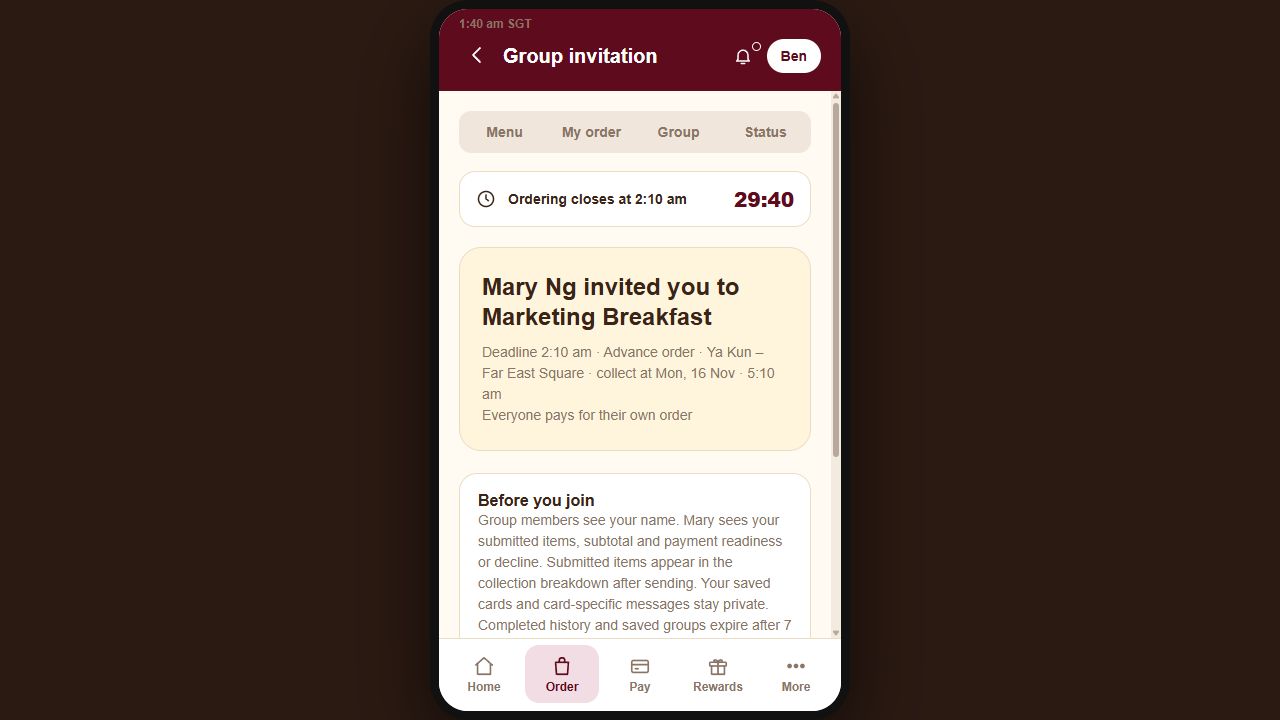 1:40 am SGT
Group invitation
Ben
Menu
My order
Group
Status
Ordering closes at 2:10 am
29:40
Mary Ng invited you to
Marketing Breakfast
Deadline 2:10 am · Advance order · Ya Kun –
Far East Square · collect at Mon, 16 Nov · 5:10
am
Everyone pays for their own order
Before you join
Group members see your name. Mary sees your
submitted items, subtotal and payment readiness
or decline. Submitted items appear in the
collection breakdown after sending. Your saved
cards and card-specific messages stay private.
Completed history and saved groups expire after 7
Home
Order
Pay
Rewards
More